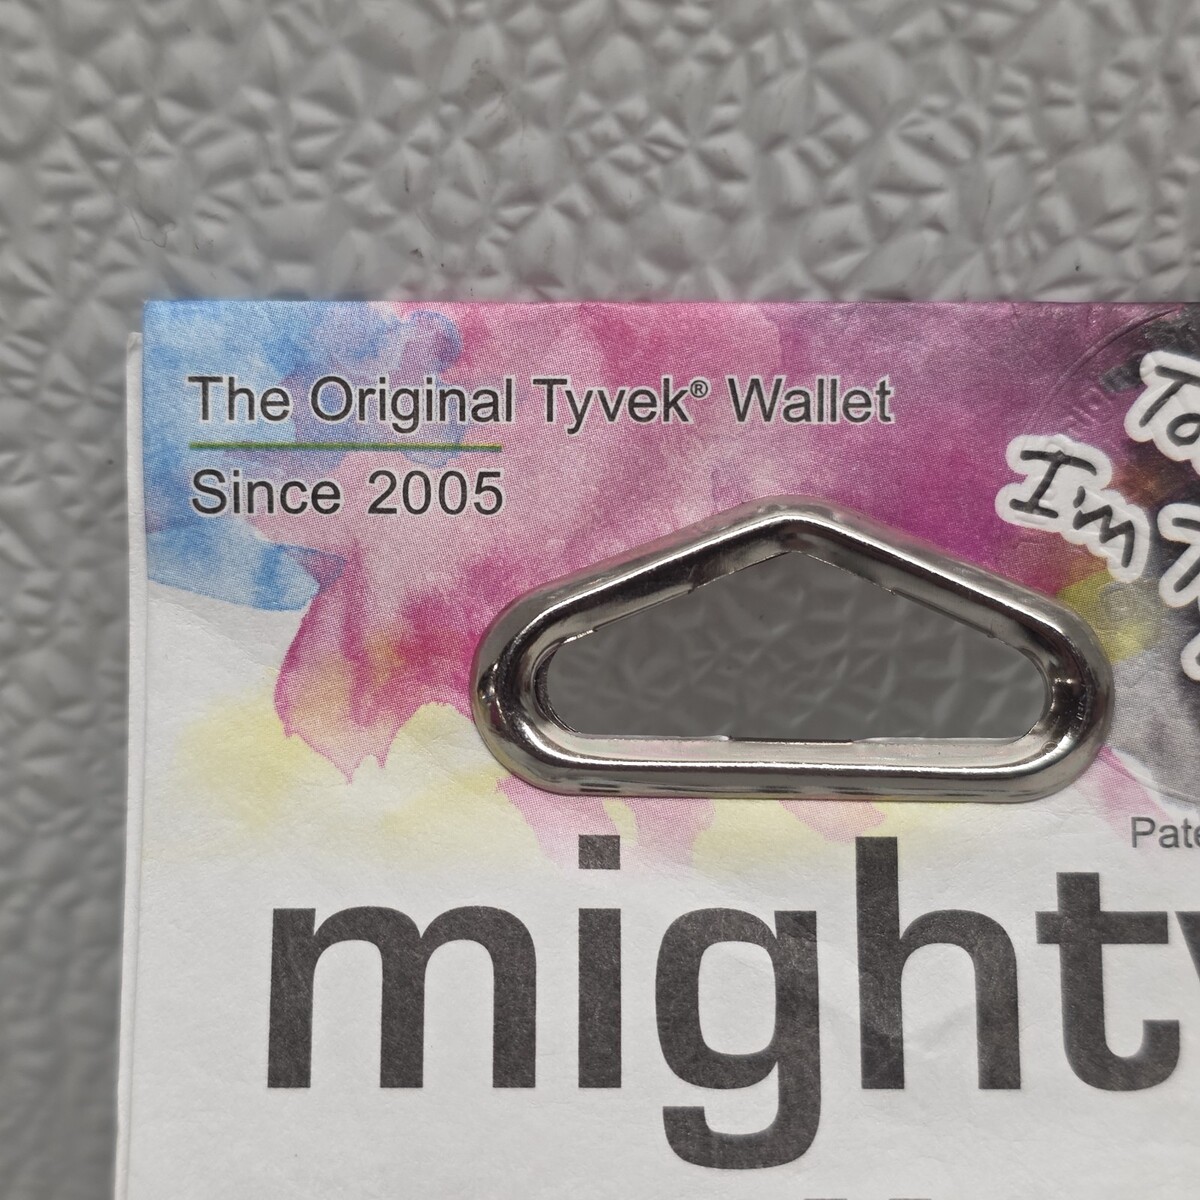 The Original Tyvek® Wallet
Since 2005
I'm
mighty